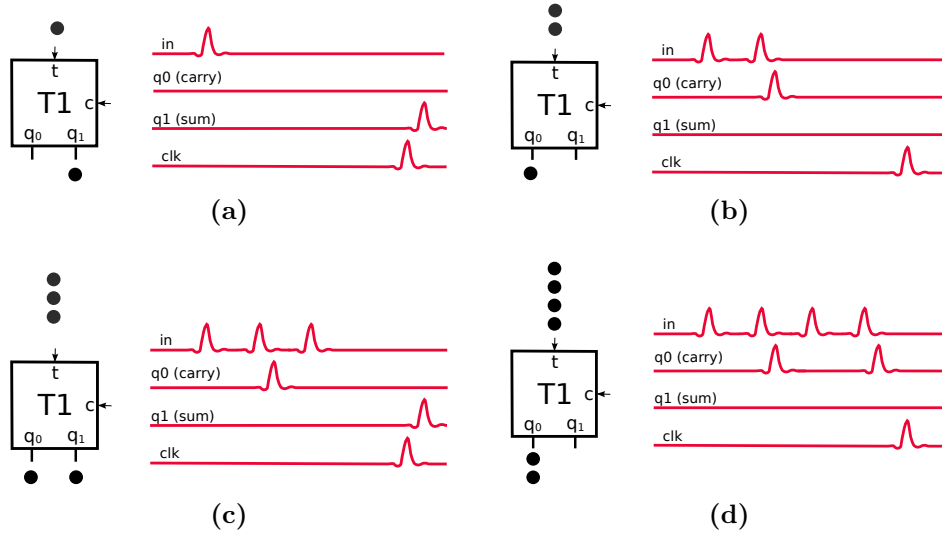 in
t
T1
c
q0 (carry)
q₀ q₁
q1 (sum)
clk
(a)
in
t
T1
c
q0 (carry)
q₀ q₁
q1 (sum)
clk
(b)
in
t
T1
c
q0 (carry)
q₀ q₁
q1 (sum)
clk
(c)
in
t
T1
c
q0 (carry)
q₀ q₁
q1 (sum)
clk
(d)